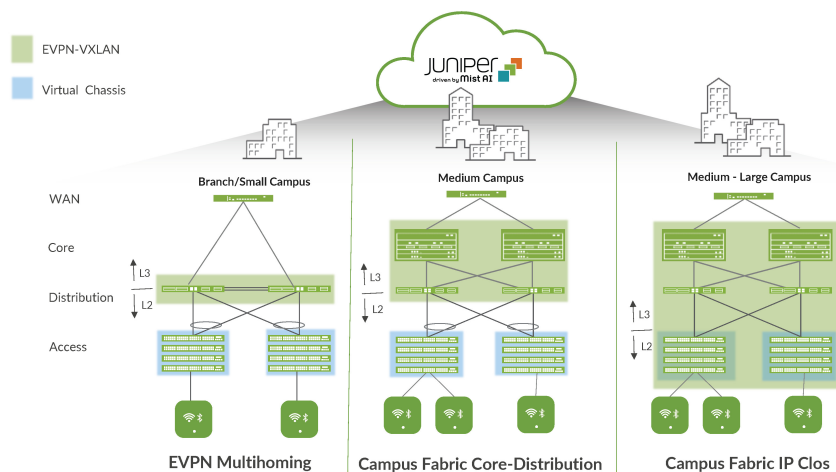 EVPN-VXLAN
Virtual Chassis
JUNIPer
driven by Mist AI
Branch/Small Campus
Medium Campus
Medium - Large Campus
WAN
Core
L3
Distribution
L2
Access
L3
L2
L3
L2
EVPN Multihoming
Campus Fabric Core-Distribution
Campus Fabric IP Clos